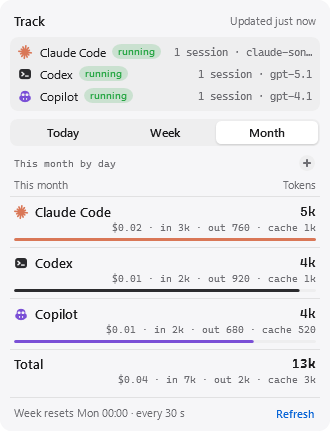 Track Updated just now
Claude Code running 1 session · claude-son…
Codex running 1 session · gpt-5.1
Copilot running 1 session · gpt-4.1
Today Week Month
This month by day +
This month Tokens
Claude Code 5k
$0.02 · in 3k · out 760 · cache 1k
Codex 4k
$0.01 · in 2k · out 920 · cache 1k
Copilot 4k
$0.01 · in 2k · out 680 · cache 520
Total 13k
$0.04 · in 7k · out 2k · cache 3k
Week resets Mon 00:00 · every 30 s Refresh